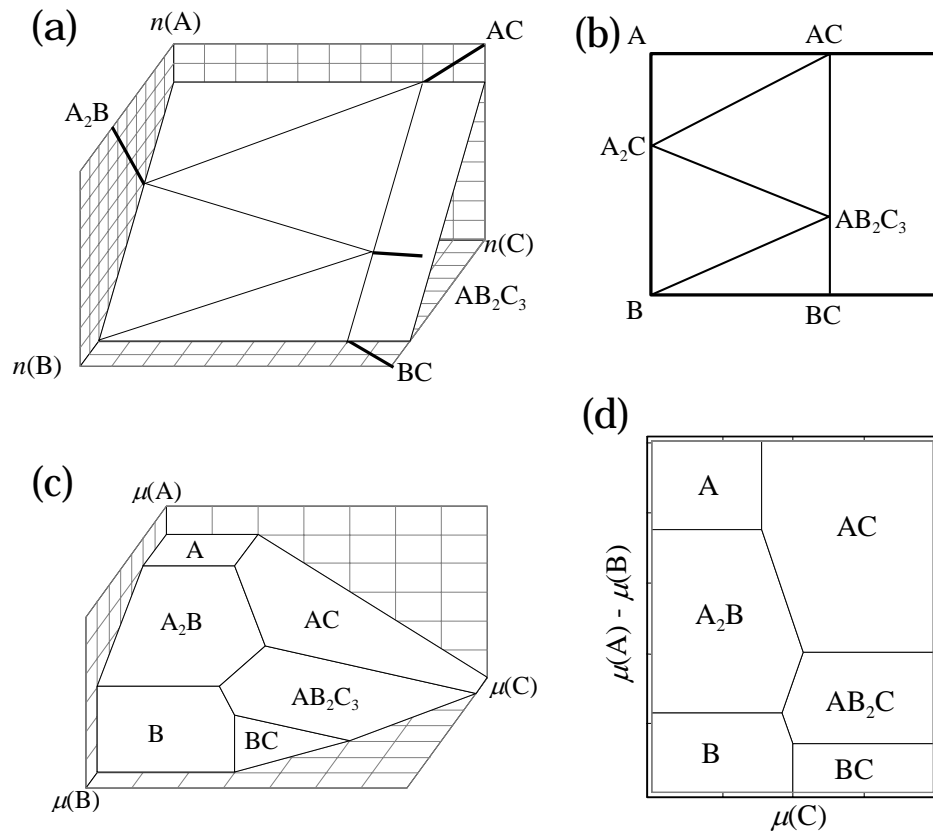 (a)
n(A)
AC
A₂B
n(C)
AB₂C₃
n(B)
BC
(b)
A
AC
A₂C
AB₂C₃
B
BC
(c)
μ(A)
A
A₂B
AC
μ(C)
AB₂C₃
B
BC
μ(B)
(d)
A
AC
μ(A) - μ(B)
A₂B
AB₂C
B
BC
μ(C)